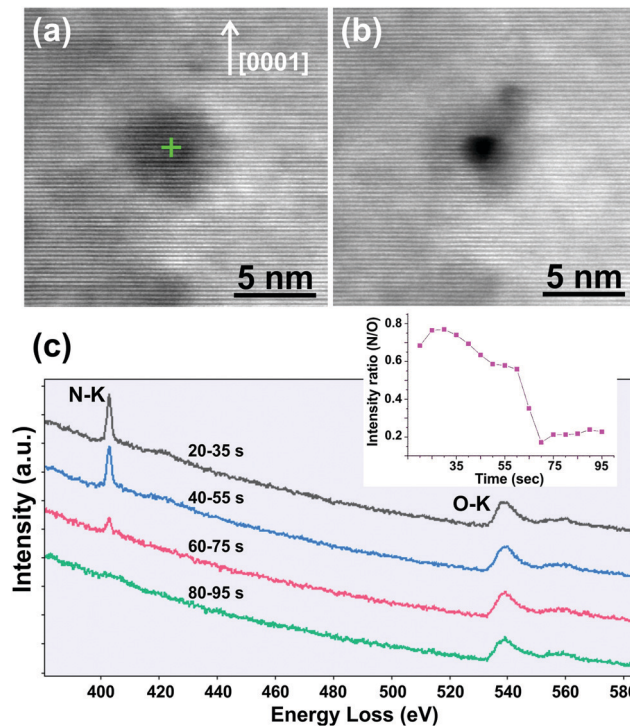 (a)
[0001]
5 nm
(b)
5 nm
(c)
N-K
20-35 s
40-55 s
60-75 s
80-95 s
O-K
Intensity (a.u.)
400 420 440 460 480 500 520 540 560 580
Energy Loss (eV)
Intensity ratio (N/O)
0.8
0.6
0.4
0.2
35 55 75 95
Time (sec)